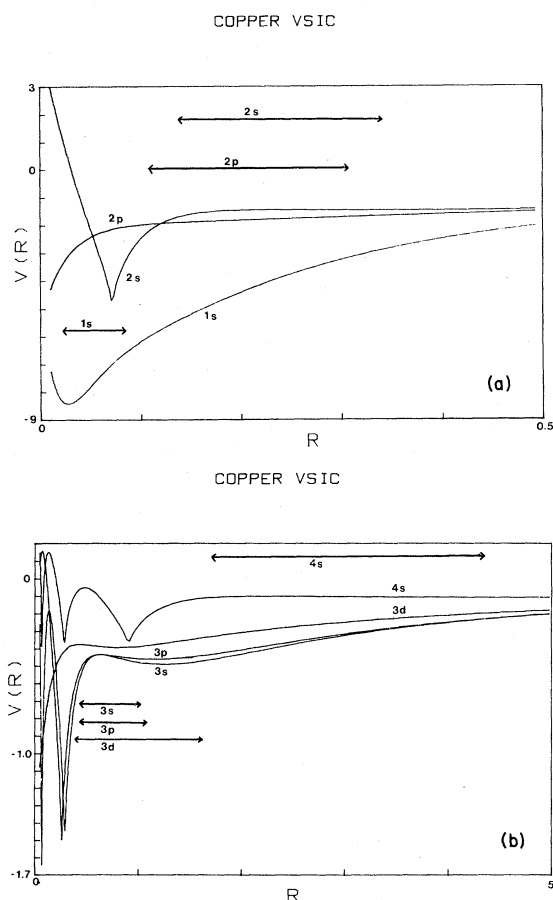 COPPER VSIC
3
2s
0
2p
2p
V(R)
2s
1s
1s
(a)
-9
0
0.5
R
COPPER VSIC
0
4s
4s
3d
3p
3s
V(R)
3s
3p
-1.0
3d
(b)
-1.7
0
5
R